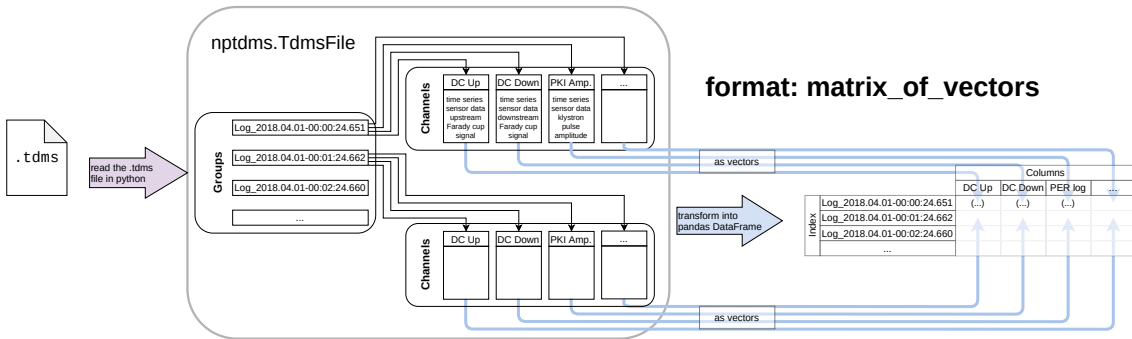 nptdms.TdmsFile
format: matrix_of_vectors
.tdms
read the .tdms
file in python
Groups
Log_2018.04.01-00:00:24.651
Log_2018.04.01-00:01:24.662
Log_2018.04.01-00:02:24.660
...
Channels
DC Up
time series
sensor data
upstream
Farady cup
signal
DC Down
time series
sensor data
downstream
Farady cup
signal
PKI Amp.
time series
sensor data
klystron
pulse
amplitude
...
Channels
DC Up
DC Down
PKI Amp.
...
as vectors
transform into
pandas DataFrame
Columns
DC Up
DC Down
PER log
...
Index
Log_2018.04.01-00:00:24.651
(...)
(...)
(...)
Log_2018.04.01-00:01:24.662
Log_2018.04.01-00:02:24.660
...
as vectors